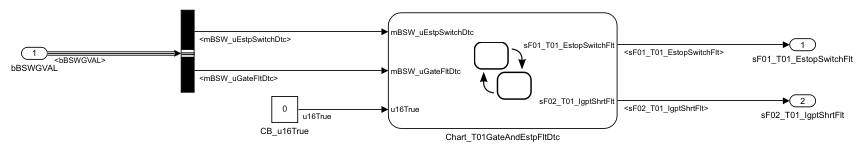 <mBSW_uEstpSwitchDtc>
mBSW_uEstpSwitchDtc
sF01_T01_EstopSwitchFlt
<sF01_T01_EstopSwitchFlt>
1
sF01_T01_EstopSwitchFlt
1
<bBSWGVAL>
bBSWGVAL
<mBSW_uGateFltDtc>
mBSW_uGateFltDtc
0
u16True
CB_u16True
u16True
sF02_T01_IgptShrtFlt
<sF02_T01_IgptShrtFlt>
2
sF02_T01_IgptShrtFlt
Chart_T01GateAndEstpFltDtc